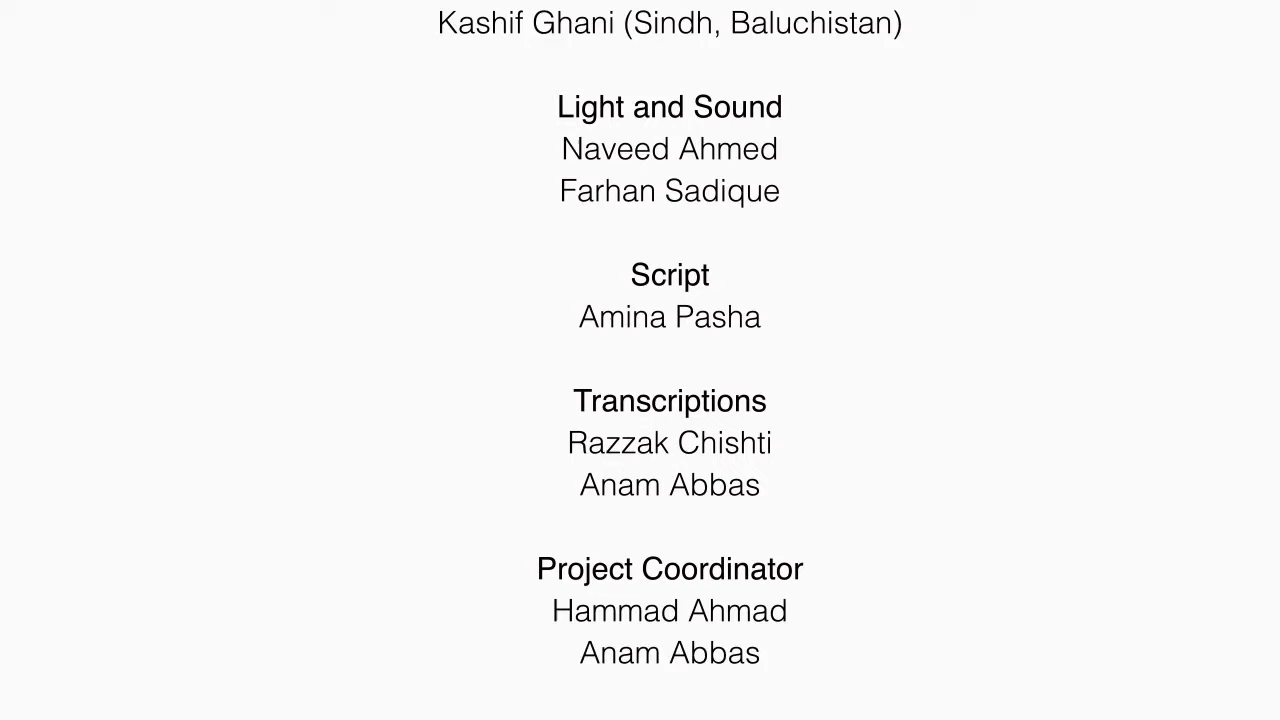 Kashif Ghani (Sindh, Baluchistan)
Light and Sound
Naveed Ahmed
Farhan Sadique
Script
Amina Pasha
Transcriptions
Razzak Chishti
Anam Abbas
Project Coordinator
Hammad Ahmad
Anam Abbas